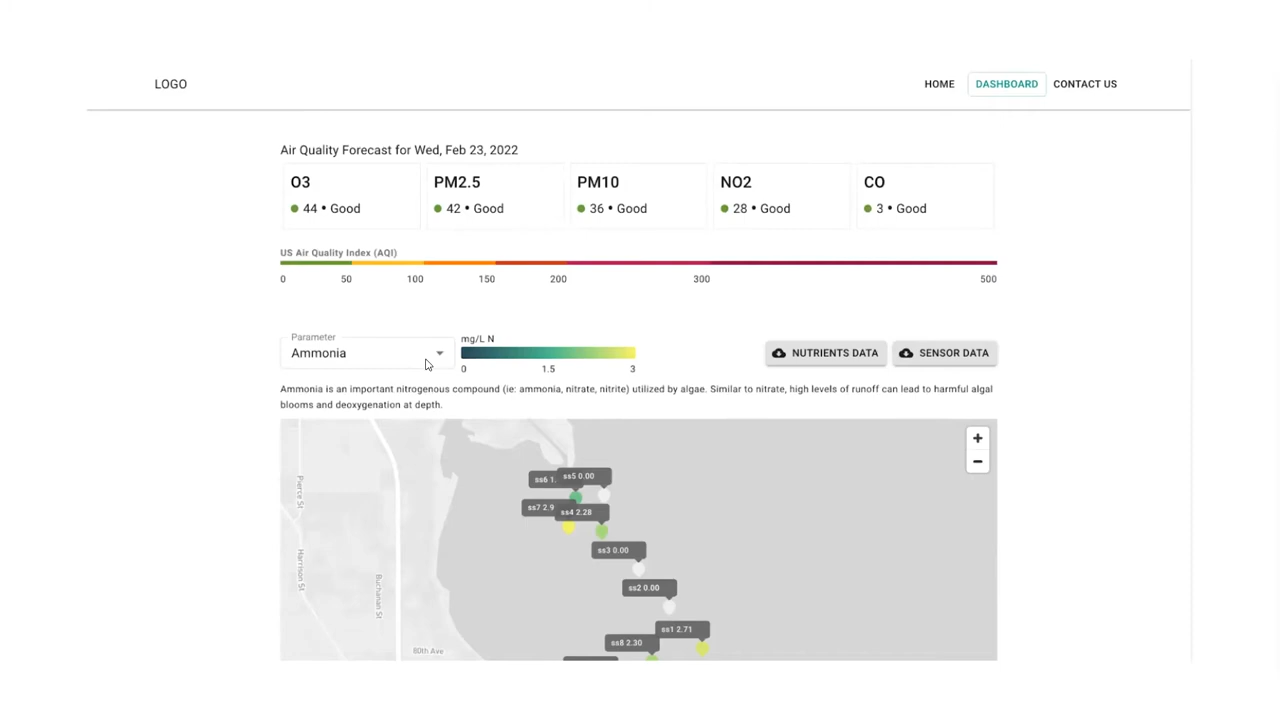 LOGO
HOME DASHBOARD CONTACT US
Air Quality Forecast for Wed, Feb 23, 2022
O3 PM2.5 PM10 NO2 CO
44 • Good 42 • Good 36 • Good 28 • Good 3 • Good
US Air Quality Index (AQI)
0 50 100 150 200 300 500
Parameter
Ammonia
mg/L N
0 1.5 3
NUTRIENTS DATA
SENSOR DATA
Ammonia is an important nitrogenous compound (ie: ammonia, nitrate, nitrite) utilized by algae. Similar to nitrate, high levels of runoff can lead to harmful algal
blooms and deoxygenation at depth.
+
−
Pierce St
Harrison St
Buchanan St
80th Ave
ss6 1.
ss5 0.00
ss7 2.9
ss4 2.28
ss3 0.00
ss2 0.00
ss1 2.71
ss8 2.30